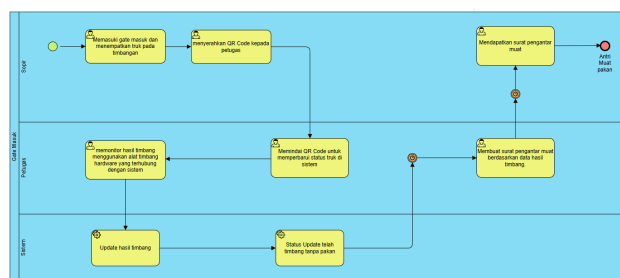 Gate Masuk
Sopir
Memasuki gate masuk dan
menempatkan truk pada
timbangan
menyerahkan QR Code kepada
petugas
Mendapatkan surat pengantar
muat
Antri
Muat
pakan
Petugas
memonitor hasil timbang
menggunakan alat timbang
hardware yang terhubung
dengan sistem
Memindai QR Code untuk
memperbarui status truk di
sistem
Membuat surat pengantar muat
berdasarkan data hasil
timbang.
Sistem
Update hasil timbang
Status Update telah
timbang tanpa pakan